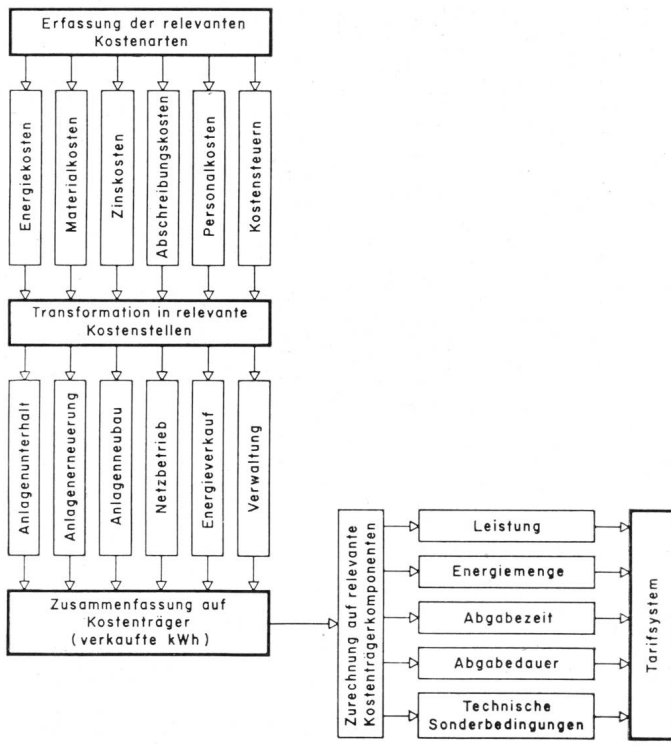 Erfassung der relevanten
Kostenarten
Energiekosten
Materialkosten
Zinskosten
Abschreibungskosten
Personalkosten
Kostensteuern
Transformation in relevante
Kostenstellen
Anlagenunterhalt
Anlagenerneuerung
Anlagenneubau
Netzbetrieb
Energieverkauf
Verwaltung
Zusammenfassung auf
Kostenträger
(verkaufte kWh)
Zurechnung auf relevante
Kostenträgerkomponenten
Leistung
Energiemenge
Abgabezeit
Abgabedauer
Technische
Sonderbedingungen
Tarifsystem